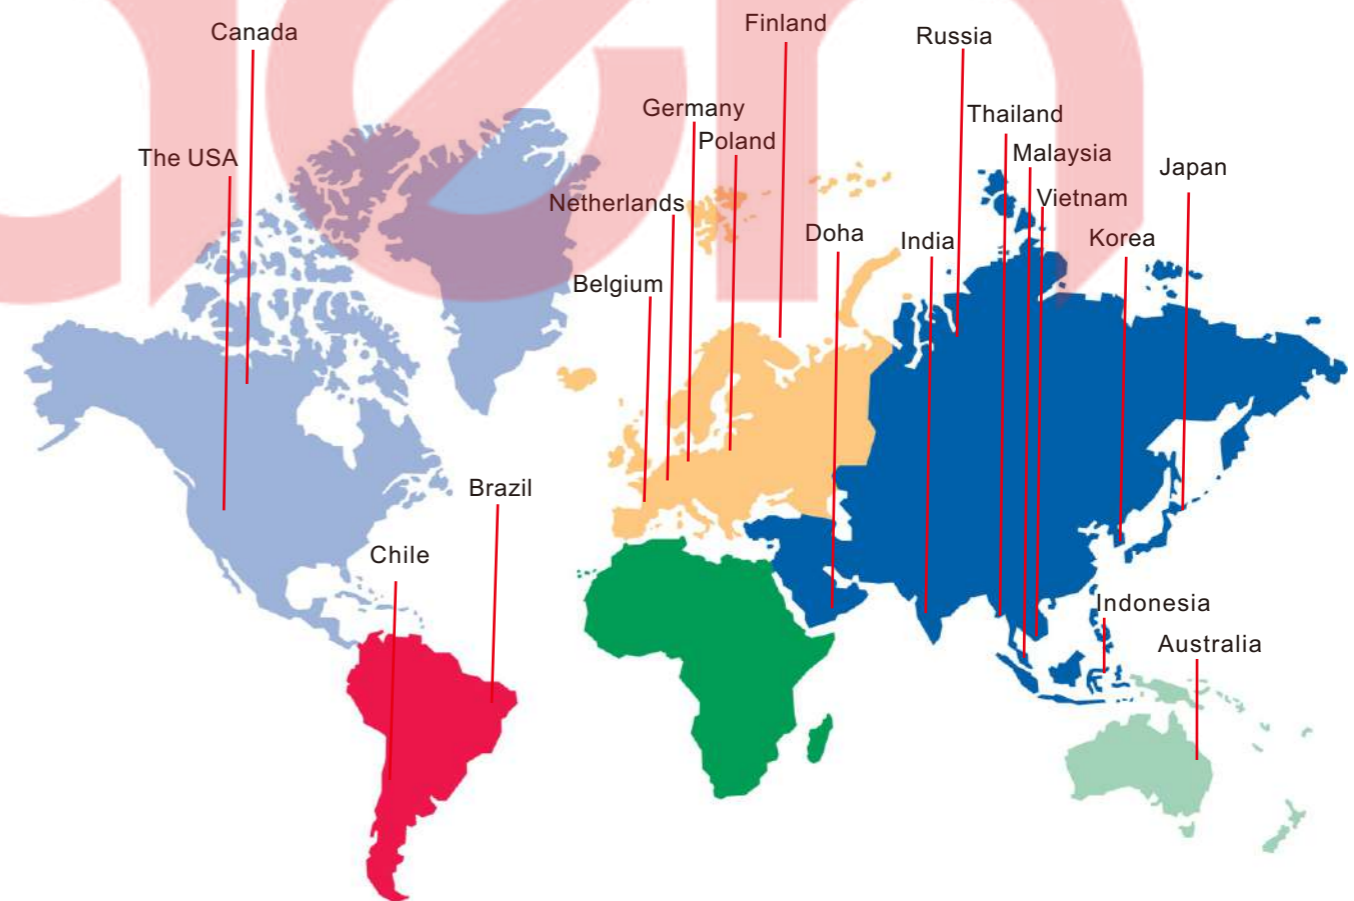 Finland
Canada
Russia
Germany
Thailand
Poland
The USA
Malaysia
Japan
Netherlands
Vietnam
Doha
India
Korea
Belgium
Brazil
Chile
Indonesia
Australia